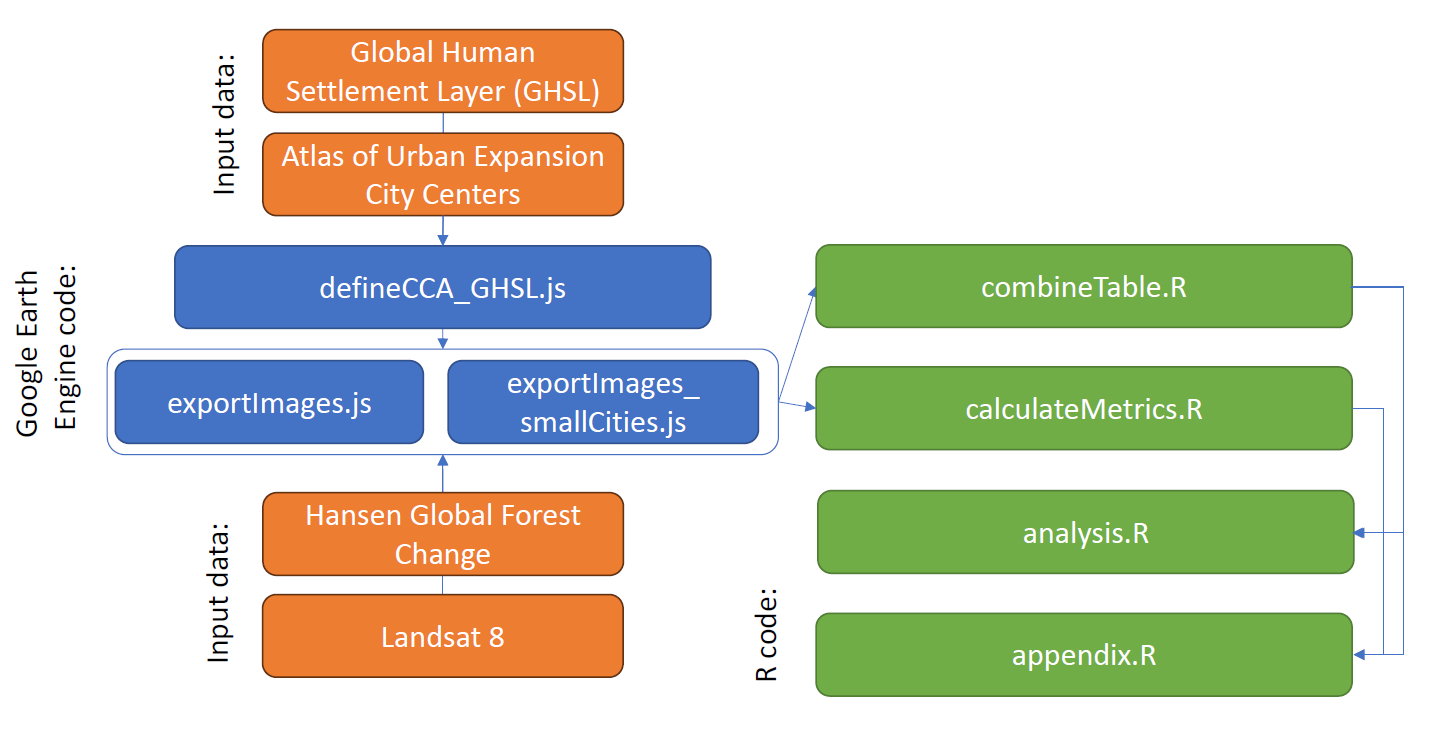 Input data:
Global Human
Settlement Layer (GHSL)
Atlas of Urban Expansion
City Centers
Google Earth
Engine code:
defineCCA_GHSL.js
exportImages.js
exportImages_
smallCities.js
Input data:
Hansen Global Forest
Change
Landsat 8
R code:
combineTable.R
calculateMetrics.R
analysis.R
appendix.R